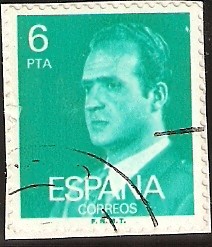 6
PTA
ESPAÑA
CORREOS
F.N.M.T.